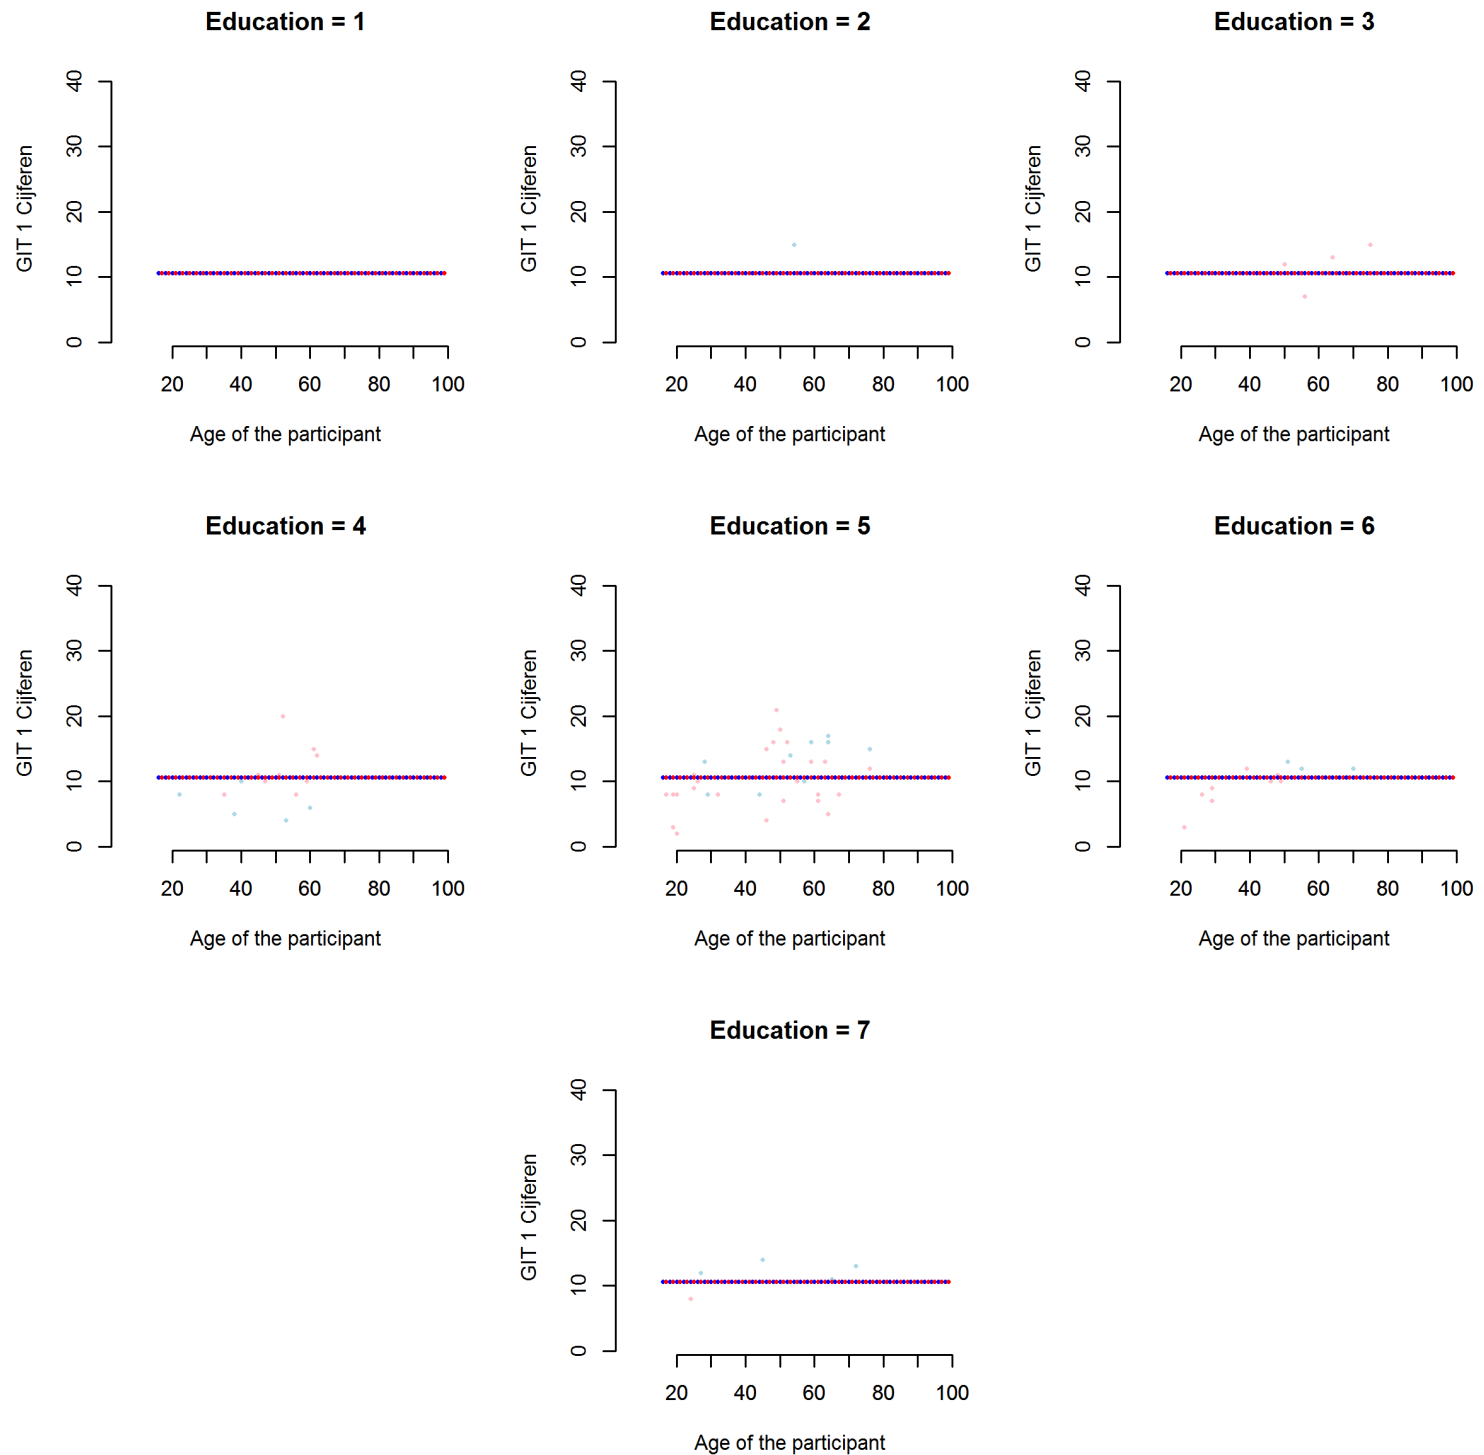 Education = 1
Education = 2
Education = 3
GIT 1 Cijferen
0 10 20 30 40
20 40 60 80 100
Age of the participant
GIT 1 Cijferen
0 10 20 30 40
20 40 60 80 100
Age of the participant
GIT 1 Cijferen
0 10 20 30 40
20 40 60 80 100
Age of the participant
Education = 4
Education = 5
Education = 6
GIT 1 Cijferen
0 10 20 30 40
20 40 60 80 100
Age of the participant
GIT 1 Cijferen
0 10 20 30 40
20 40 60 80 100
Age of the participant
GIT 1 Cijferen
0 10 20 30 40
20 40 60 80 100
Age of the participant
Education = 7
GIT 1 Cijferen
0 10 20 30 40
20 40 60 80 100
Age of the participant